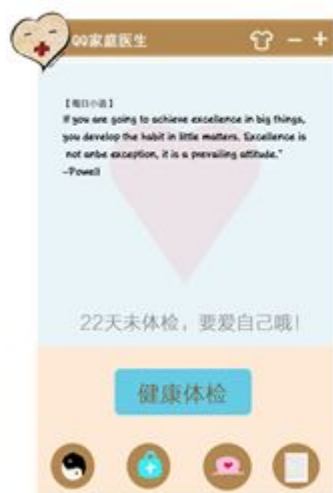 QQ家庭医生
【每日小语】
If you are going to achieve excellence in big things,
you develop the habit in little matters. Excellence is
not anbe exception, it is a prevailing attitude."
–Powell
22天未体检，要爱自己哦！
健康体检